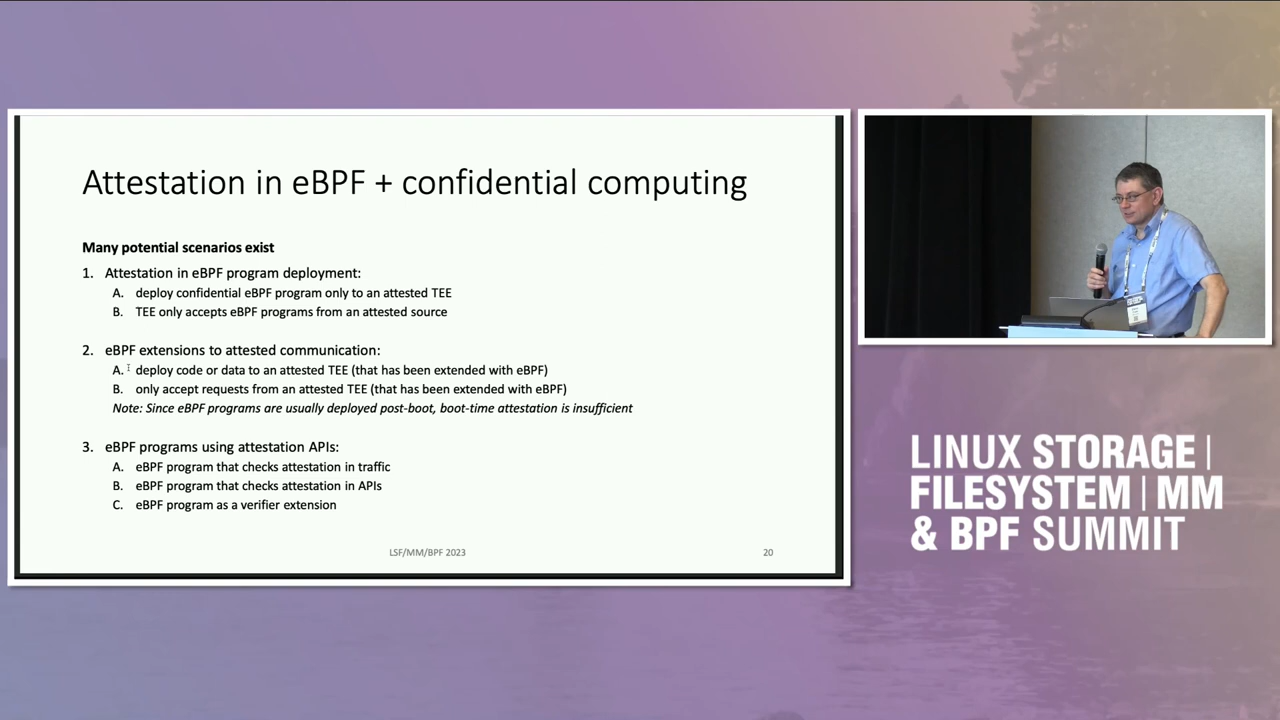 Attestation in eBPF + confidential computing
Many potential scenarios exist
1. Attestation in eBPF program deployment:
A. deploy confidential eBPF program only to an attested TEE
B. TEE only accepts eBPF programs from an attested source
2. eBPF extensions to attested communication:
A. deploy code or data to an attested TEE (that has been extended with eBPF)
B. only accept requests from an attested TEE (that has been extended with eBPF)
Note: Since eBPF programs are usually deployed post-boot, boot-time attestation is insufficient
3. eBPF programs using attestation APIs:
A. eBPF program that checks attestation in traffic
B. eBPF program that checks attestation in APIs
C. eBPF program as a verifier extension
LSF/MM/BPF 2023
20
LINUX STORAGE |
FILESYSTEM | MM
& BPF SUMMIT